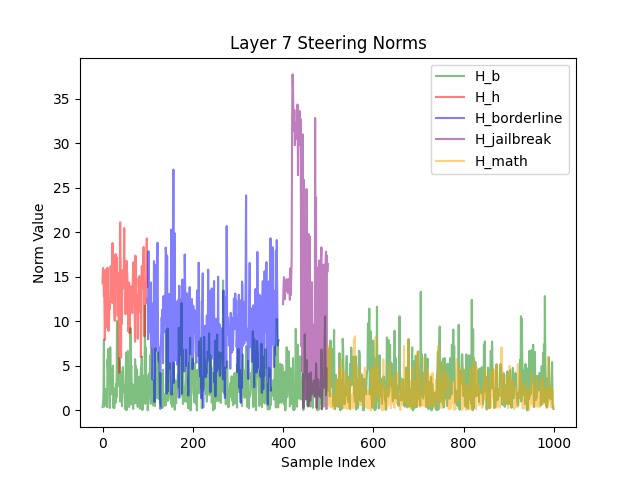 Layer 7 Steering Norms
H_b
H_h
H_borderline
H_jailbreak
H_math
Norm Value
35
30
25
20
15
10
5
0
0
200
400
600
800
1000
Sample Index